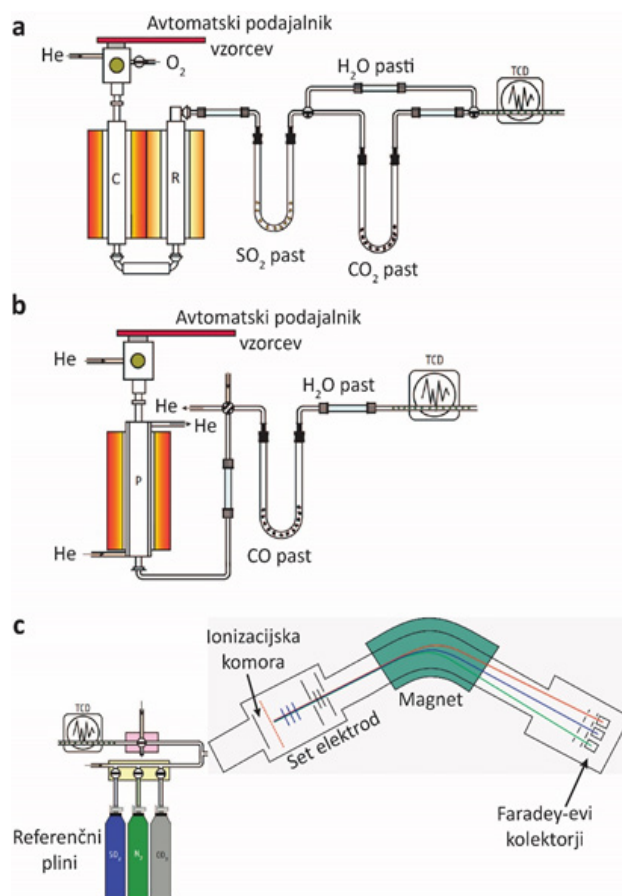 a
Avtomatski podajalnik
vzorcev
He
O₂
H₂O pasti
TCD
C
R
SO₂ past
CO₂ past
b
Avtomatski podajalnik
vzorcev
He
TCD
H₂O past
He
He
P
He
CO past
c
Ionizacijska
komora
Set elektrod
Magnet
TCD
Faradey-evi
kolektorji
Referenčni
plini
SO₂
N₂
CO₂